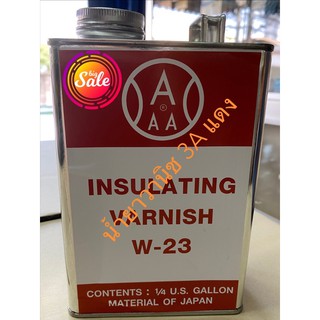 big
Sale
A
®
A A
INSULATING
VARNISH
W-23
น้ำยาวานิช 3A แดง
CONTENTS : ¼ U.S. GALLON
MATERIAL OF JAPAN